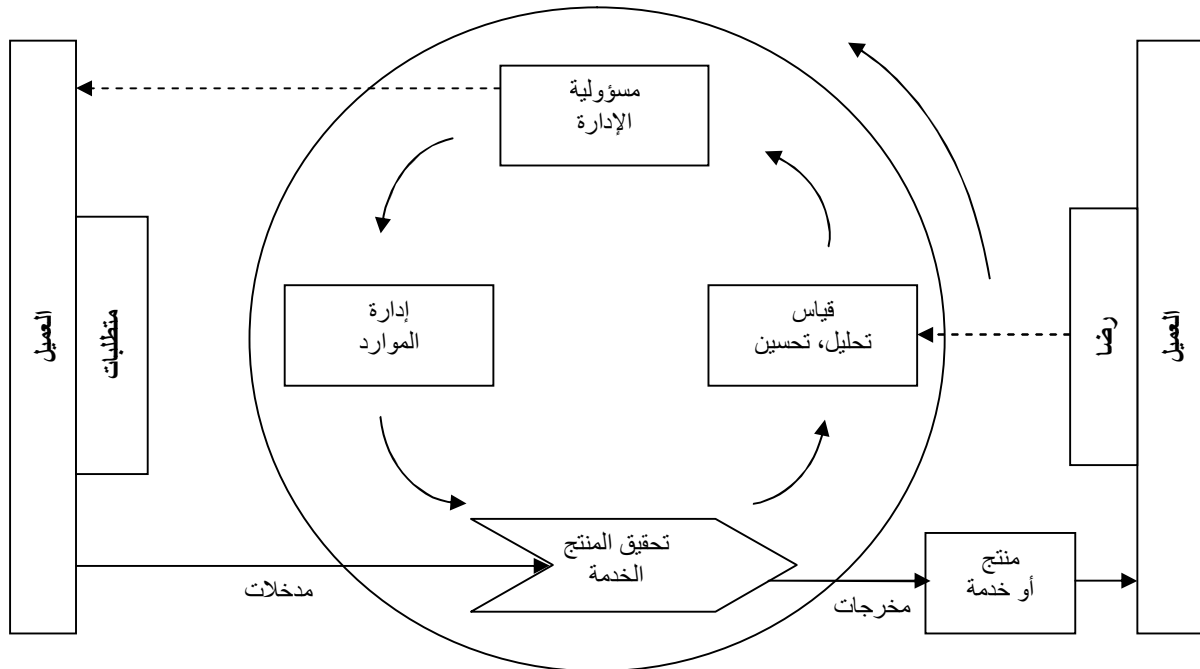 مسؤولية
الإدارة
العميل
متطلبات
إدارة
الموارد
قياس
تحليل، تحسين
رضا
العميل
تحقيق المنتج
الخدمة
منتج
أو خدمة
مدخلات
مخرجات